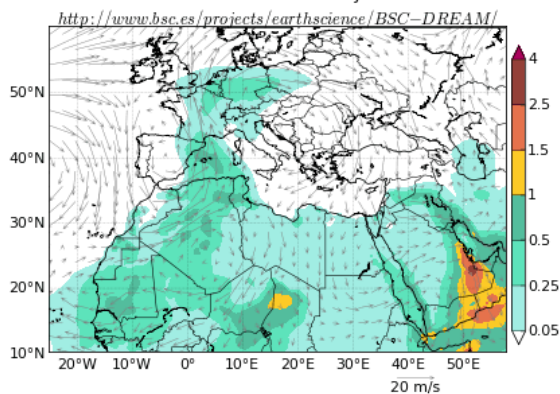 http://www.bsc.es/projects/earthscience/BSC−DREAM/
50°N
40°N
30°N
20°N
10°N
20°W 10°W 0° 10°E 20°E 30°E 40°E 50°E
4
2.5
1.5
1
0.5
0.25
0.05
20 m/s